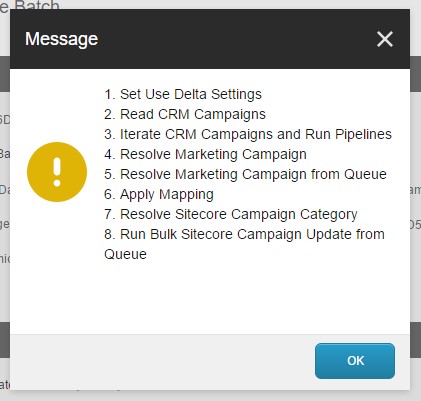 e Batch
Message
1. Set Use Delta Settings
2. Read CRM Campaigns
3. Iterate CRM Campaigns and Run Pipelines
4. Resolve Marketing Campaign
5. Resolve Marketing Campaign from Queue
6. Apply Mapping
7. Resolve Sitecore Campaign Category
8. Run Bulk Sitecore Campaign Update from
Queue
OK